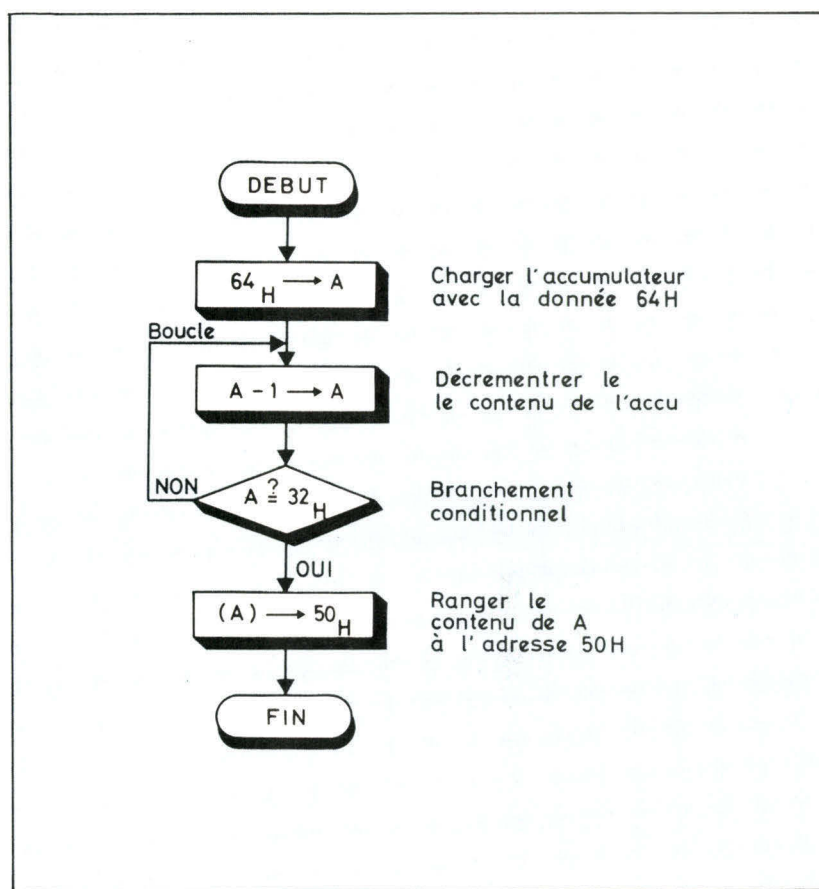 DEBUT
64H → A
Charger l'accumulateur
avec la donnée 64H
Boucle
A - 1 → A
Décrementrer le
le contenu de l'accu
NON
A ≟ 32H
Branchement
conditionnel
OUI
(A) → 50H
Ranger le
contenu de A
à l'adresse 50H
FIN